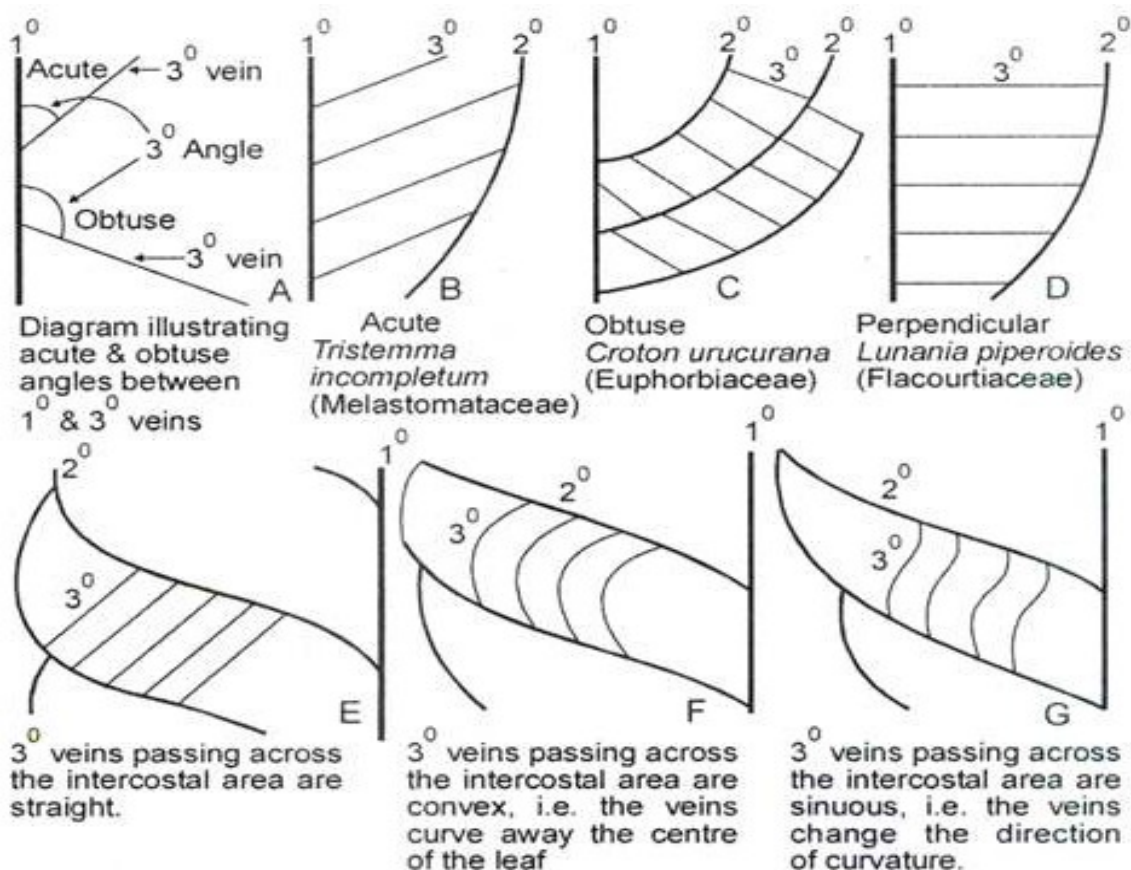 1⁰
Acute
3⁰ vein
3⁰ Angle
Obtuse
3⁰ vein
A
Diagram illustrating
acute & obtuse
angles between
1⁰ & 3⁰ veins
1⁰ 3⁰ 2⁰
B
Acute
Tristemma
incompletum
(Melastomataceae)
1⁰ 2⁰ 2⁰
3⁰
C
Obtuse
Croton urucurana
(Euphorbiaceae)
1⁰ 2⁰
3⁰
D
Perpendicular
Lunania piperoides
(Flacourtiaceae)
2⁰ 1⁰
3⁰
E
3⁰ veins passing across
the intercostal area are
straight.
1⁰
2⁰
3⁰
F
3⁰ veins passing across
the intercostal area are
convex, i.e. the veins
curve away the centre
of the leaf
1⁰
2⁰
3⁰
G
3⁰ veins passing across
the intercostal area are
sinuous, i.e. the veins
change the direction
of curvature.